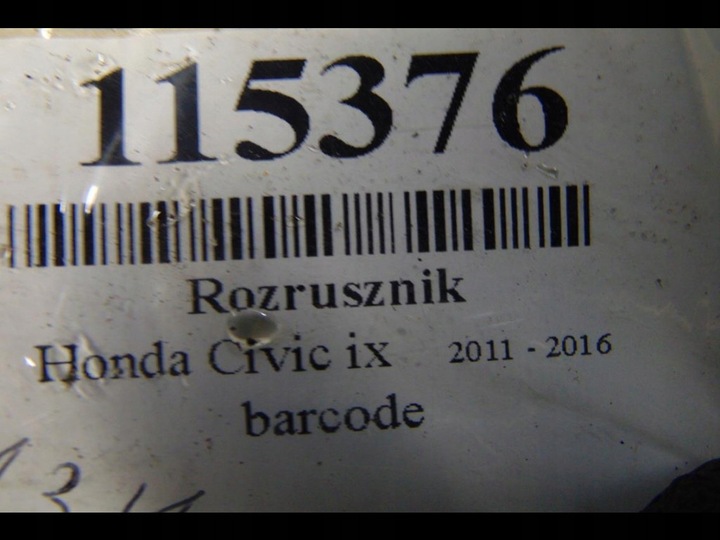 115376
Rozrusznik
Honda Civic ix 2011 - 2016
barcode